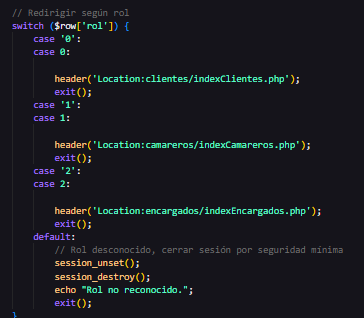 // Redirigir según rol
switch ($row['rol']) {
case '0':
case 0:
header('Location:clientes/indexClientes.php');
exit();
case '1':
case 1:
header('Location:camareros/indexCamareros.php');
exit();
case '2':
case 2:
header('Location:encargados/indexEncargados.php');
exit();
default:
// Rol desconocido, cerrar sesión por seguridad mínima
session_unset();
session_destroy();
echo "Rol no reconocido.";
exit();
}